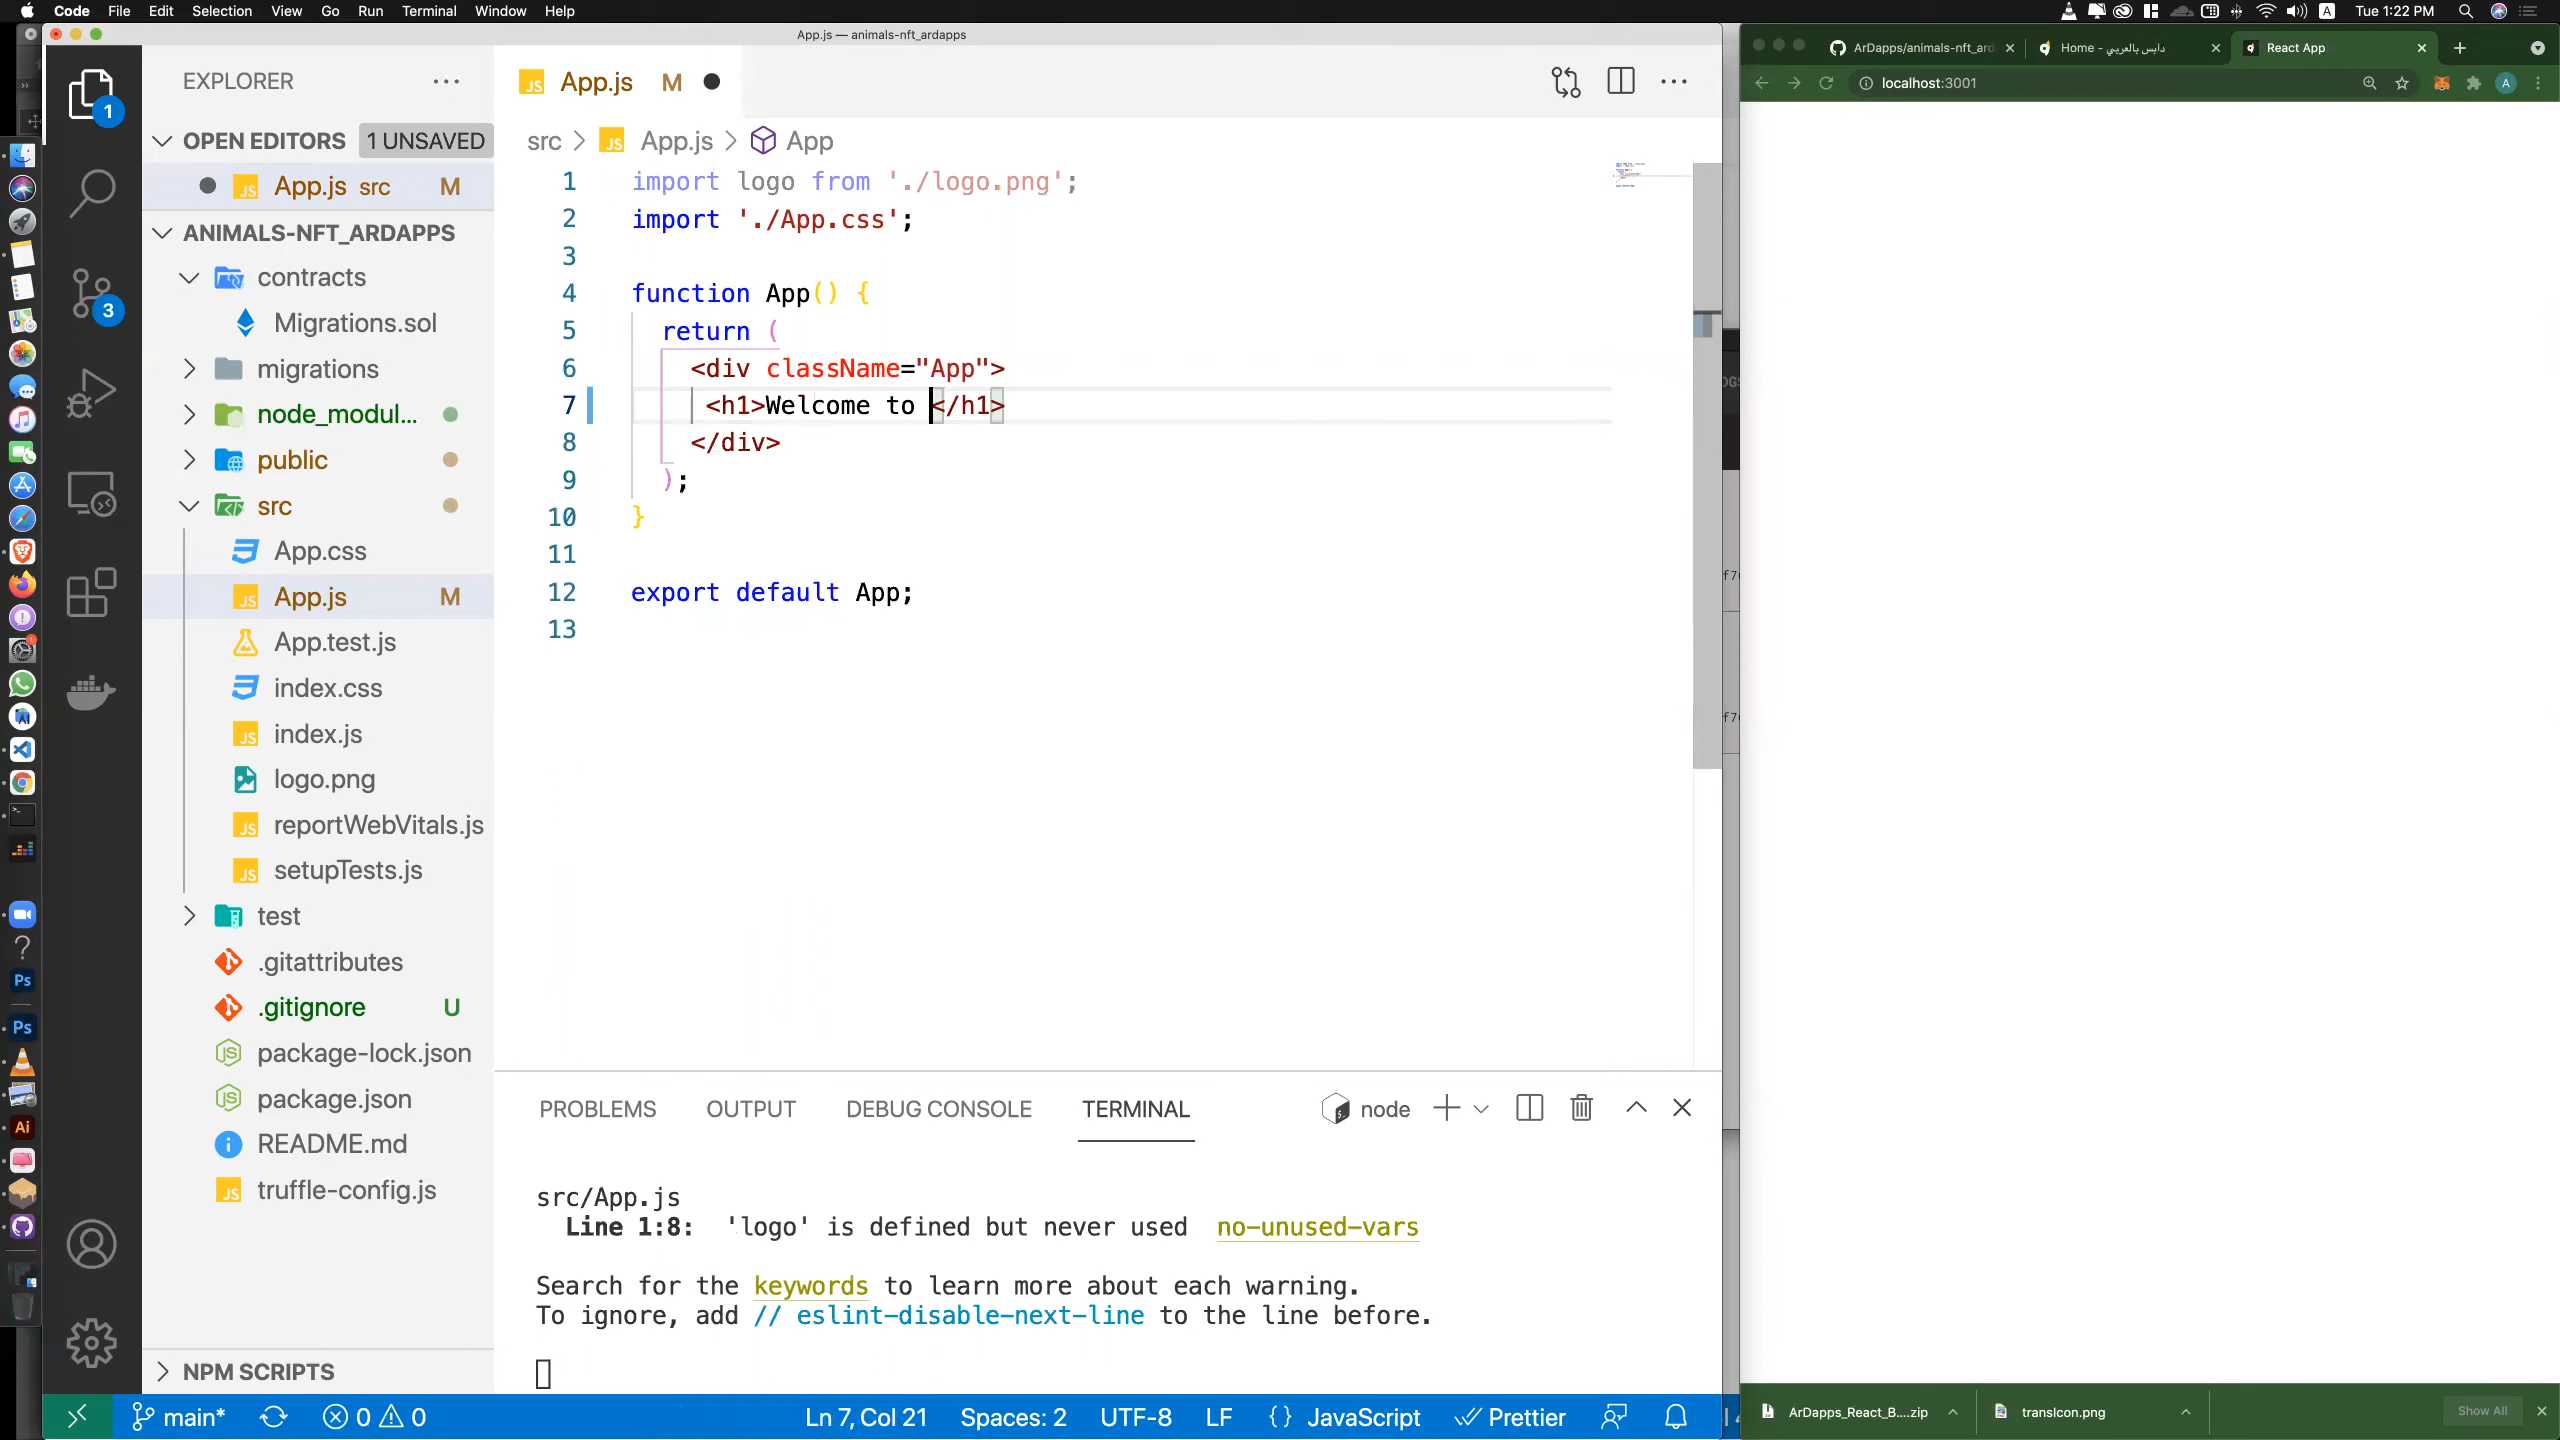 Code File Edit Selection View Go Run Terminal Window Help
A Tue 1:22 PM
App.js — animals-nft_ardapps
ArDapps/animals-nft_ard
Home - دابس بالعربي
React App
localhost:3001
A
EXPLORER
OPEN EDITORS 1 UNSAVED
App.js src M
ANIMALS-NFT_ARDAPPS
contracts
Migrations.sol
migrations
node_modul...
public
src
App.css
App.js M
App.test.js
index.css
index.js
logo.png
reportWebVitals.js
setupTests.js
test
.gitattributes
.gitignore U
package-lock.json
package.json
README.md
truffle-config.js
NPM SCRIPTS
1
3
Ps
Ps
Ai
JS App.js M
src > JS App.js > App
1 import logo from './logo.png';
2 import './App.css';
3
4 function App() {
5 return (
6 <div className="App">
7 <h1>Welcome to </h1>
8 </div>
9 );
10 }
11
12 export default App;
13
PROBLEMS OUTPUT DEBUG CONSOLE TERMINAL
node
src/App.js
Line 1:8: 'logo' is defined but never used no-unused-vars
Search for the keywords to learn more about each warning.
To ignore, add // eslint-disable-next-line to the line before.
main* 0 0 Ln 7, Col 21 Spaces: 2 UTF-8 LF {} JavaScript Prettier
ArDapps_React_B....zip
transIcon.png
Show All